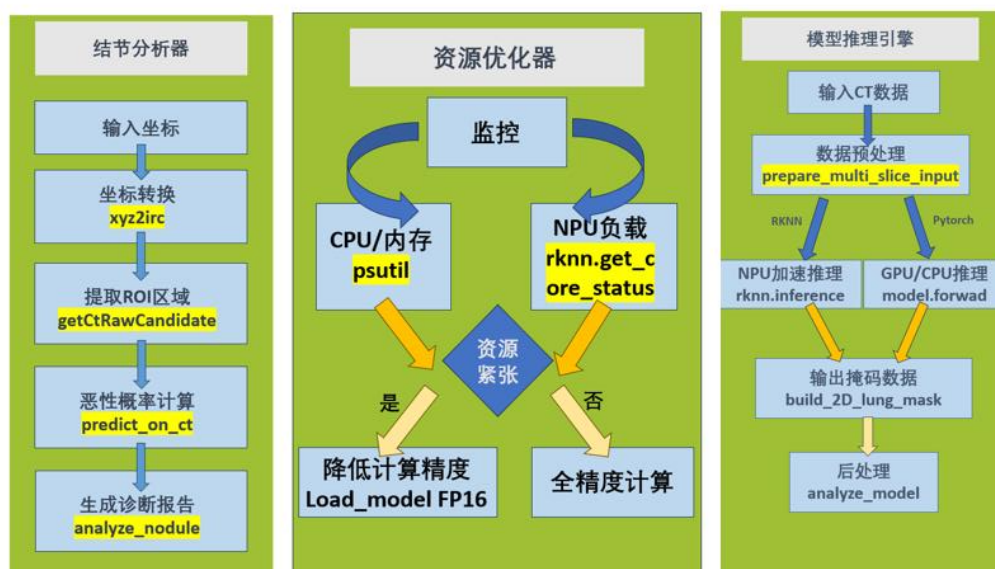 结节分析器
输入坐标
坐标转换
xyz2irc
提取ROI区域
getCtRawCandidate
恶性概率计算
predict_on_ct
生成诊断报告
analyze_nodule
资源优化器
监控
CPU/内存
psutil
NPU负载
rknn.get_c
ore_status
资源
紧张
是
否
降低计算精度
Load_model FP16
全精度计算
模型推理引擎
输入CT数据
数据预处理
prepare_multi_slice_input
RKNN
Pytorch
NPU加速推理
rknn.inference
GPU/CPU推理
model.forwad
输出掩码数据
build_2D_lung_mask
后处理
analyze_model